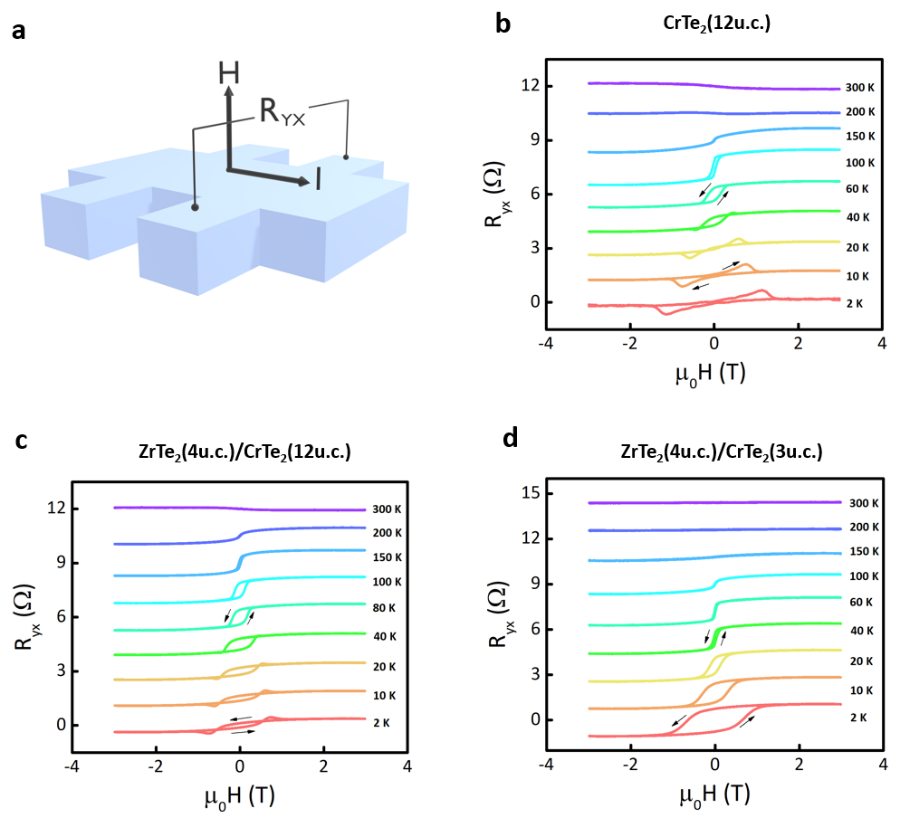 a
H
R_YX
I
b
CrTe₂(12u.c.)
R_yx (Ω)
12
9
6
3
0
300 K
200 K
150 K
100 K
60 K
40 K
20 K
10 K
2 K
-4
-2
0
2
4
μ₀H (T)
c
ZrTe₂(4u.c.)/CrTe₂(12u.c.)
R_yx (Ω)
12
9
6
3
0
300 K
200 K
150 K
100 K
80 K
40 K
20 K
10 K
2 K
-4
-2
0
2
4
μ₀H (T)
d
ZrTe₂(4u.c.)/CrTe₂(3u.c.)
R_yx (Ω)
15
12
9
6
3
0
300 K
200 K
150 K
100 K
60 K
40 K
20 K
10 K
2 K
-4
-2
0
2
4
μ₀H (T)